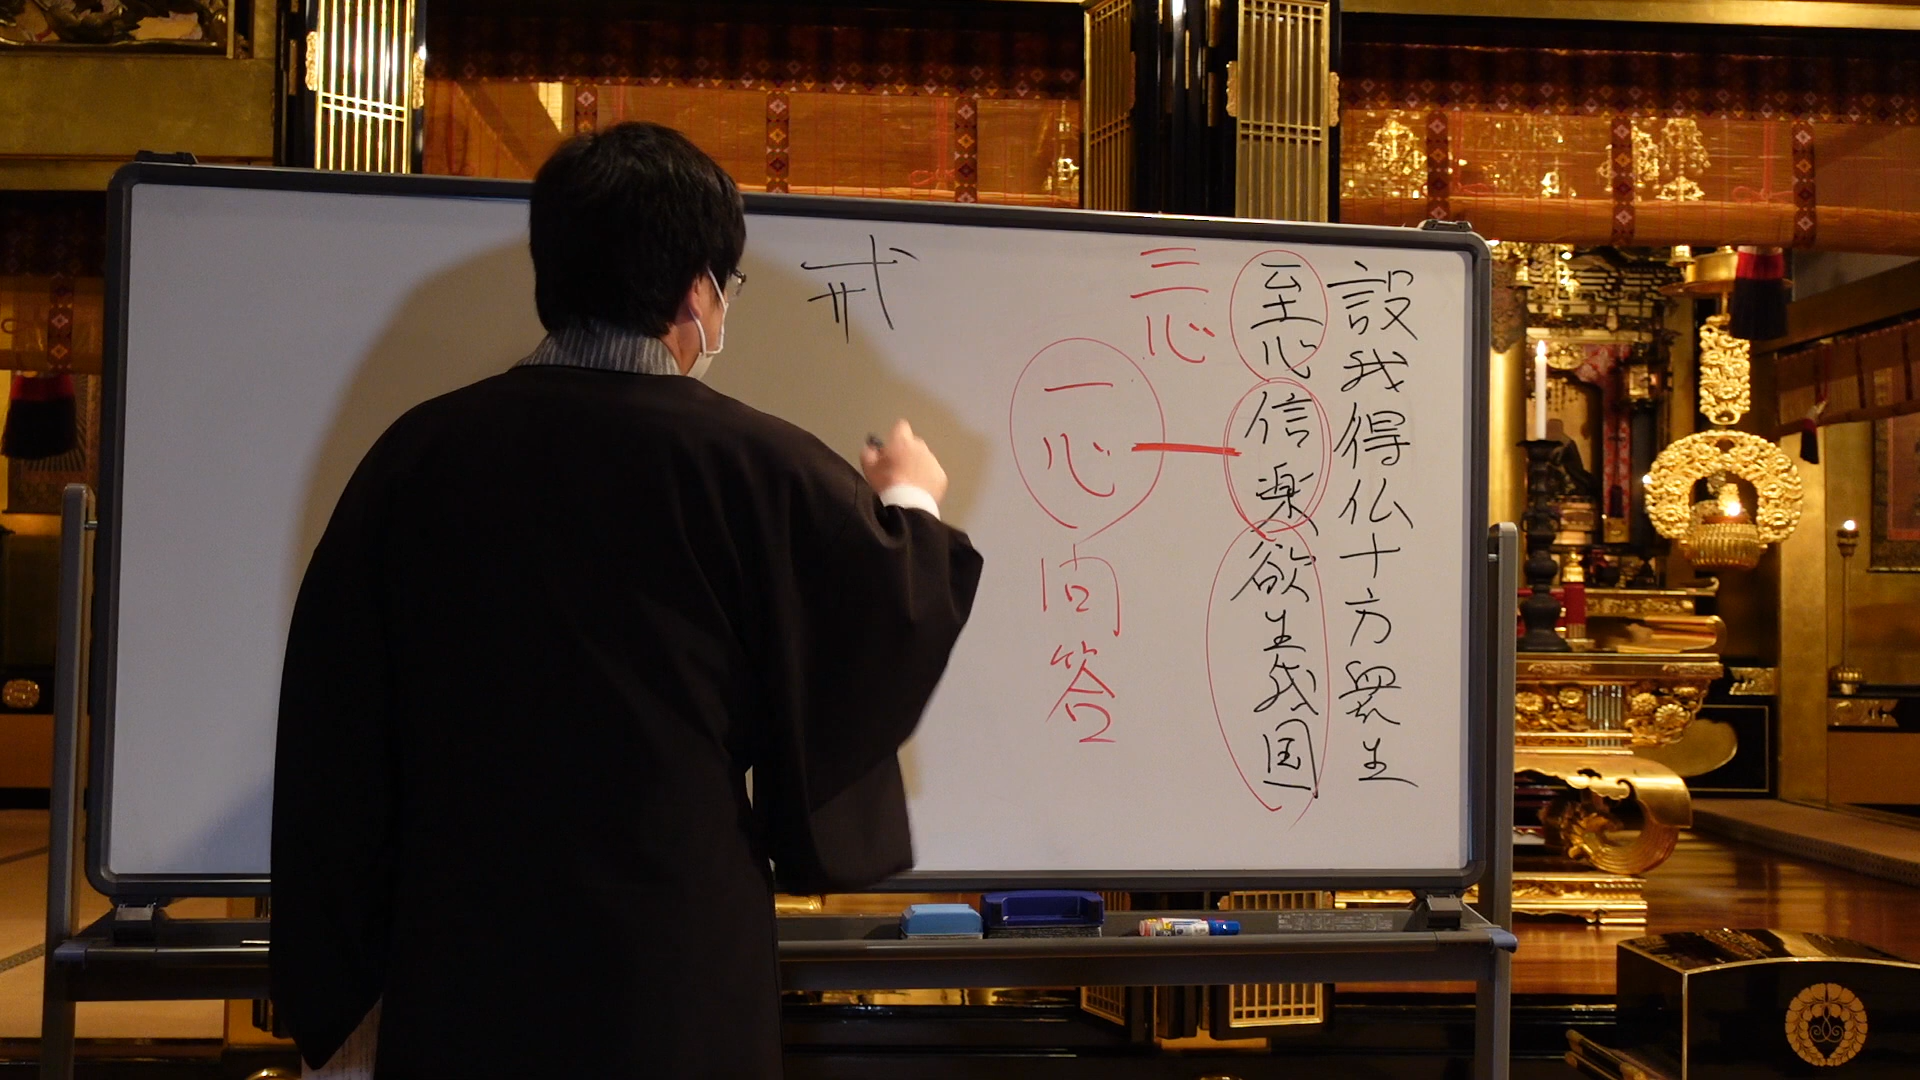 設我得仏十方衆生
至心信楽欲生我国
三心
一心問答
戒